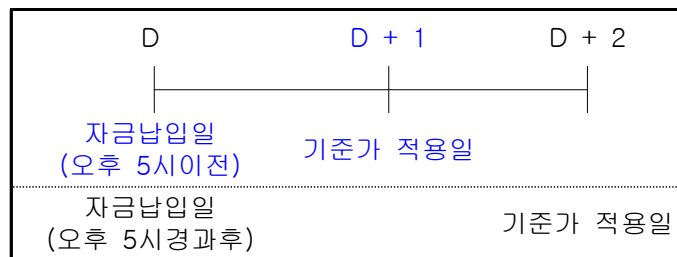 D D + 1 D + 2
자금납입일 기준가 적용일
(오후 5시이전)
자금납입일 기준가 적용일
(오후 5시경과후)